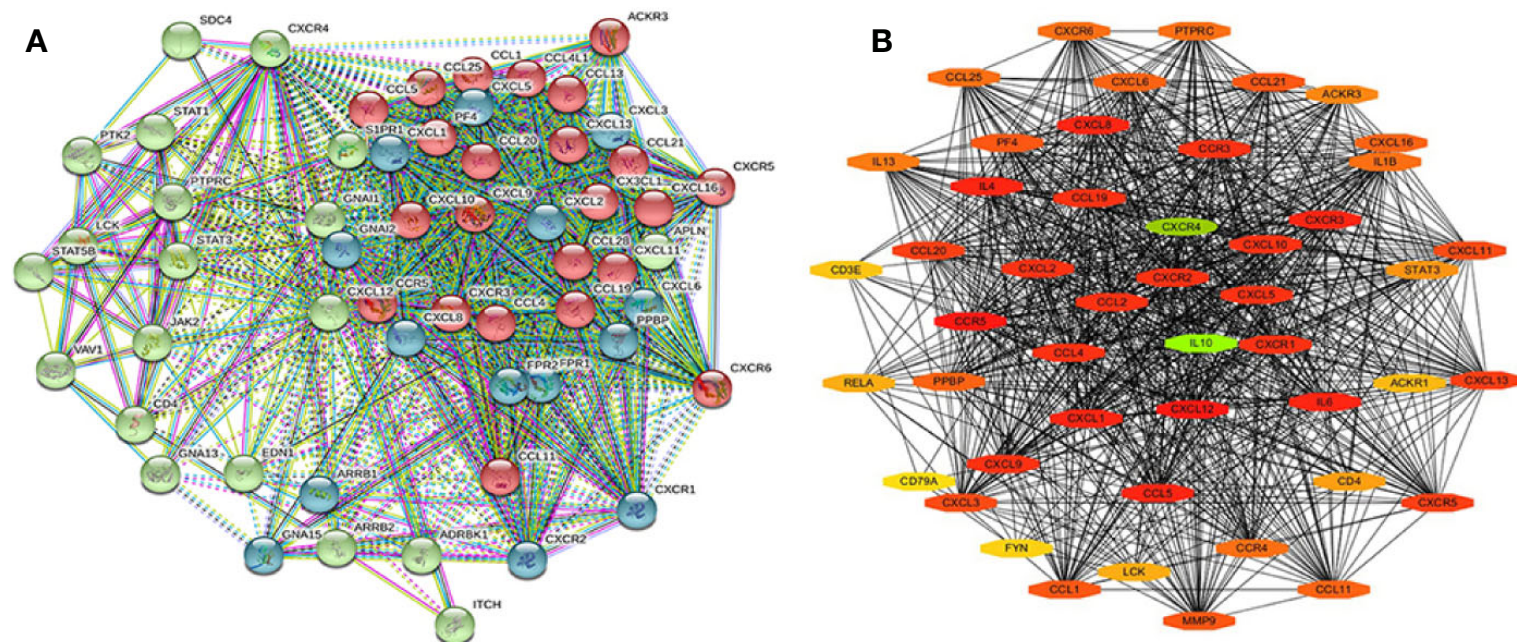 A
SDC4
CXCR4
ACKR3
CCL25
CCL1
CCL4L1
CCL13
CCL5
CXCL5
PF4
CXCL3
STAT1
S1PR1
CXCL1
CXCL13
PTK2
CCL20
CCL21
CXCR5
PTPRC
CX3CL1
CXCL16
GNAI1
CXCL10
CXCL9
CXCL2
LCK
GNAI2
APLN
STAT5B
STAT3
CCL28
CXCL11
CXCL12
CCR5
CXCR3
CCL4
CCL19
CXCL6
CXCL8
PPBP
JAK2
VAV1
FPR2
FPR1
CXCR6
CD4
GNA13
EDN1
CCL11
ARRB1
CXCR1
GNA15
ARRB2
ADRBK1
CXCR2
ITCH
B
CXCR6
PTPRC
CCL25
CXCL6
CCL21
ACKR3
CXCL8
PF4
CCR3
CXCL16
IL13
IL1B
IL4
CCL19
CXCR4
CXCR3
CCL20
CXCL2
CXCL10
CXCL11
CD3E
CXCR2
STAT3
CCL2
CXCL5
CCR5
CCL4
IL10
CXCR1
RELA
PPBP
ACKR1
CXCL13
CXCL1
CXCL12
IL6
CXCL9
CD79A
CXCL3
CCL5
CD4
CXCR5
FYN
CCR4
LCK
CCL1
CCL11
MMP9